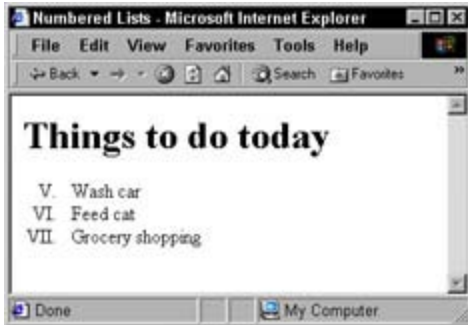 Numbered Lists - Microsoft Internet Explorer
File Edit View Favorites Tools Help
Back Search Favorites »
Things to do today
V. Wash car
VI. Feed cat
VII. Grocery shopping
Done My Computer